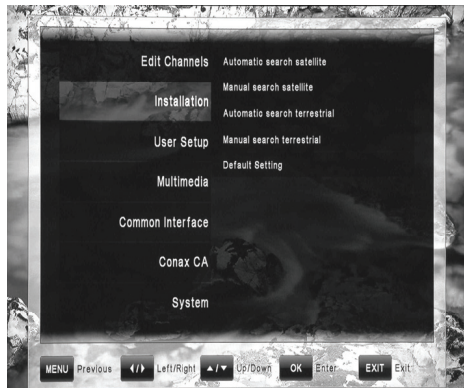 Edit Channels
Installation
User Setup
Multimedia
Common Interface
Conax CA
System
Automatic search satellite
Manual search satellite
Automatic search terrestrial
Manual search terrestrial
Default Setting
MENU Previous ◀/▶ Left/Right ▲/▼ Up/Down OK Enter EXIT Exit